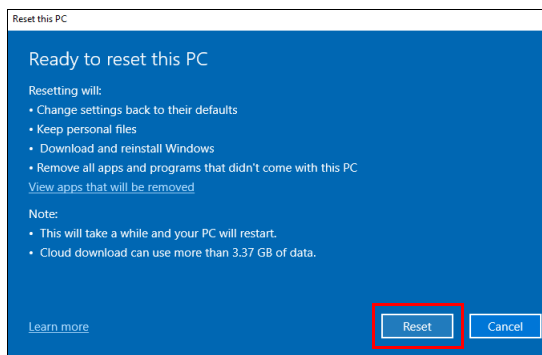 Reset this PC
Ready to reset this PC
Resetting will:
• Change settings back to their defaults
• Keep personal files
• Download and reinstall Windows
• Remove all apps and programs that didn't come with this PC
View apps that will be removed
Note:
• This will take a while and your PC will restart.
• Cloud download can use more than 3.37 GB of data.
Learn more
Reset
Cancel